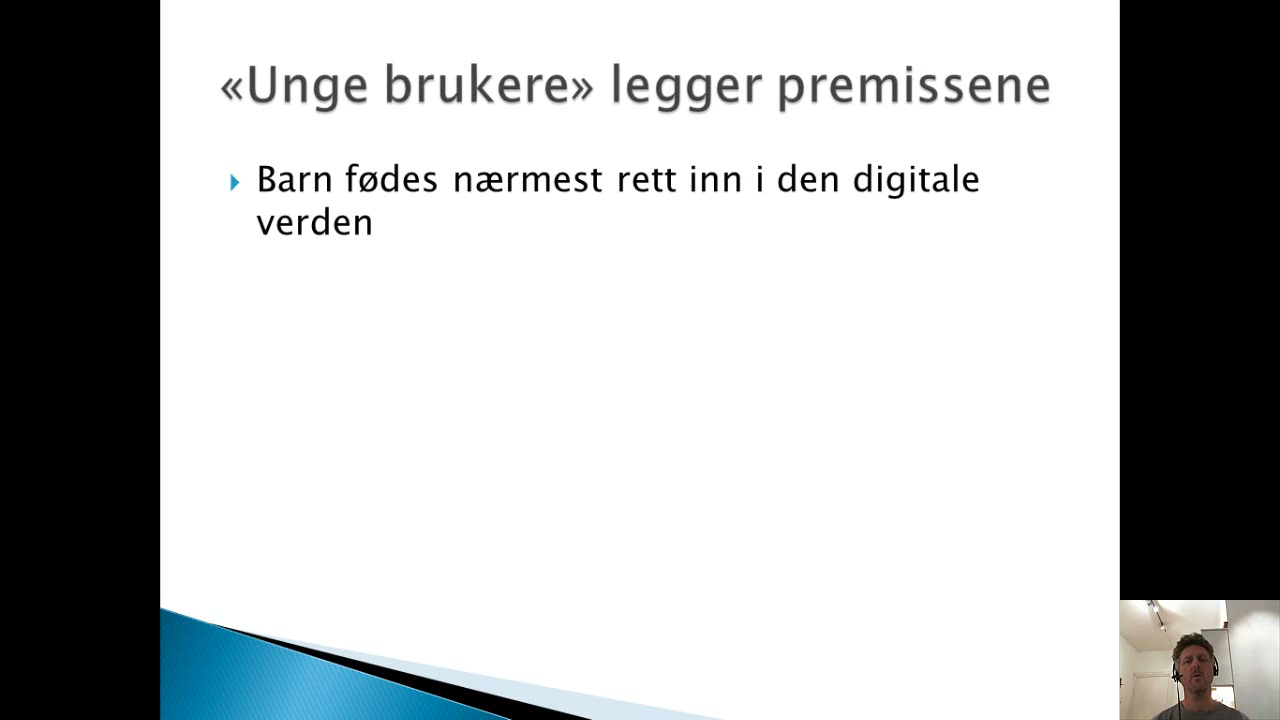 «Unge brukere» legger premissene
Barn fødes nærmest rett inn i den digitale
verden